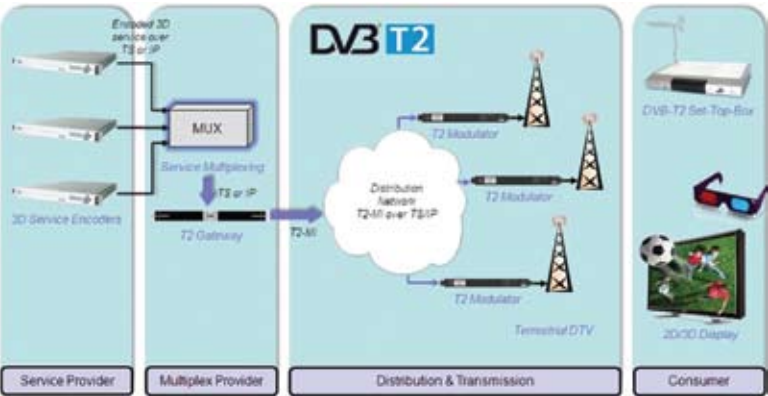 Encoded 3D
service over
TS or IP
3D Service Encoders
Service Provider
MUX
Service Multiplexing
TS or IP
T2 Gateway
Multiplex Provider
DVB T2
T2-MI
Distribution
Network
T2-MI over TS/IP
T2 Modulator
T2 Modulator
T2 Modulator
Terrestrial DTV
Distribution & Transmission
DVB-T2 Set-Top-Box
2D/3D Display
Consumer